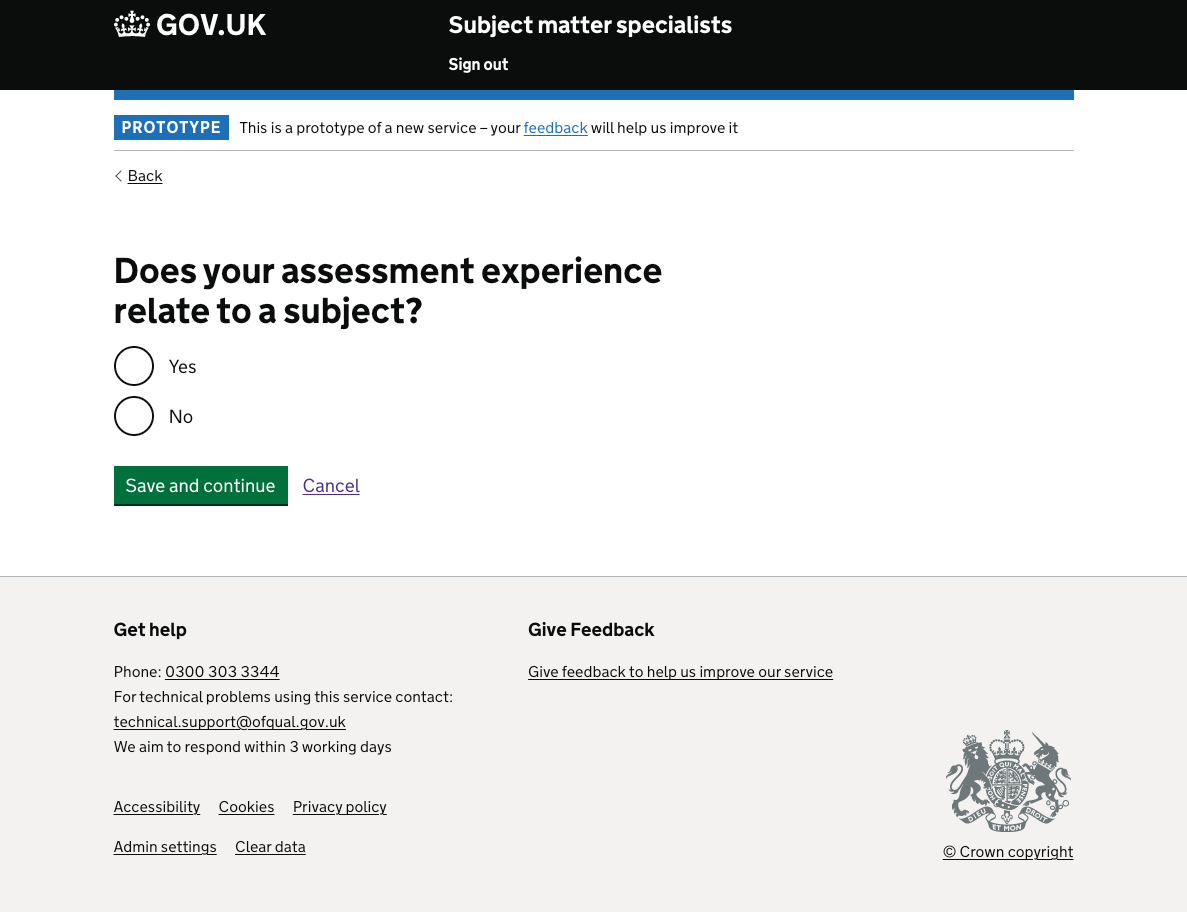 GOV.UK
Subject matter specialists
Sign out
PROTOTYPE This is a prototype of a new service – your feedback will help us improve it
Back
Does your assessment experience
relate to a subject?
Yes
No
Save and continue Cancel
Get help
Phone: 0300 303 3344
For technical problems using this service contact:
technical.support@ofqual.gov.uk
We aim to respond within 3 working days
Give Feedback
Give feedback to help us improve our service
Accessibility Cookies Privacy policy
Admin settings Clear data
DIEU ET MON DROIT
© Crown copyright